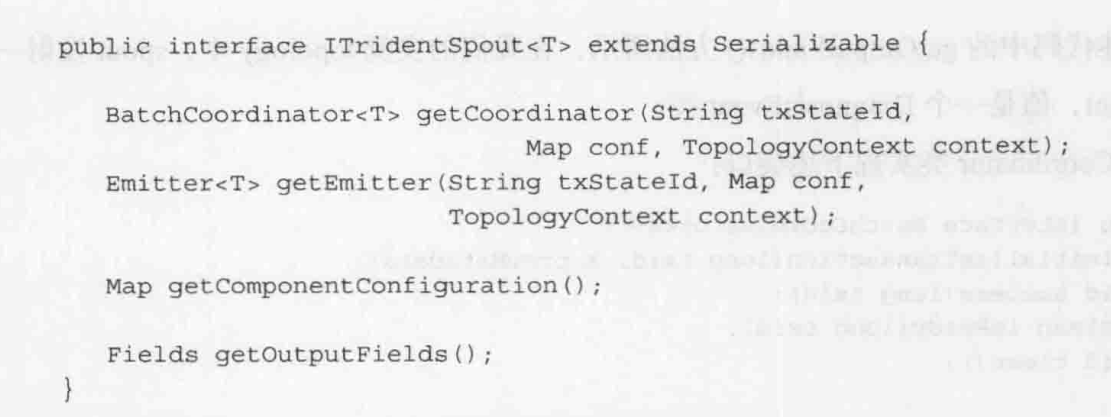 public interface ITridentSpout<T> extends Serializable {
BatchCoordinator<T> getCoordinator(String txStateId,
Map conf, TopologyContext context);
Emitter<T> getEmitter(String txStateId, Map conf,
TopologyContext context);
Map getComponentConfiguration();
Fields getOutputFields();
}